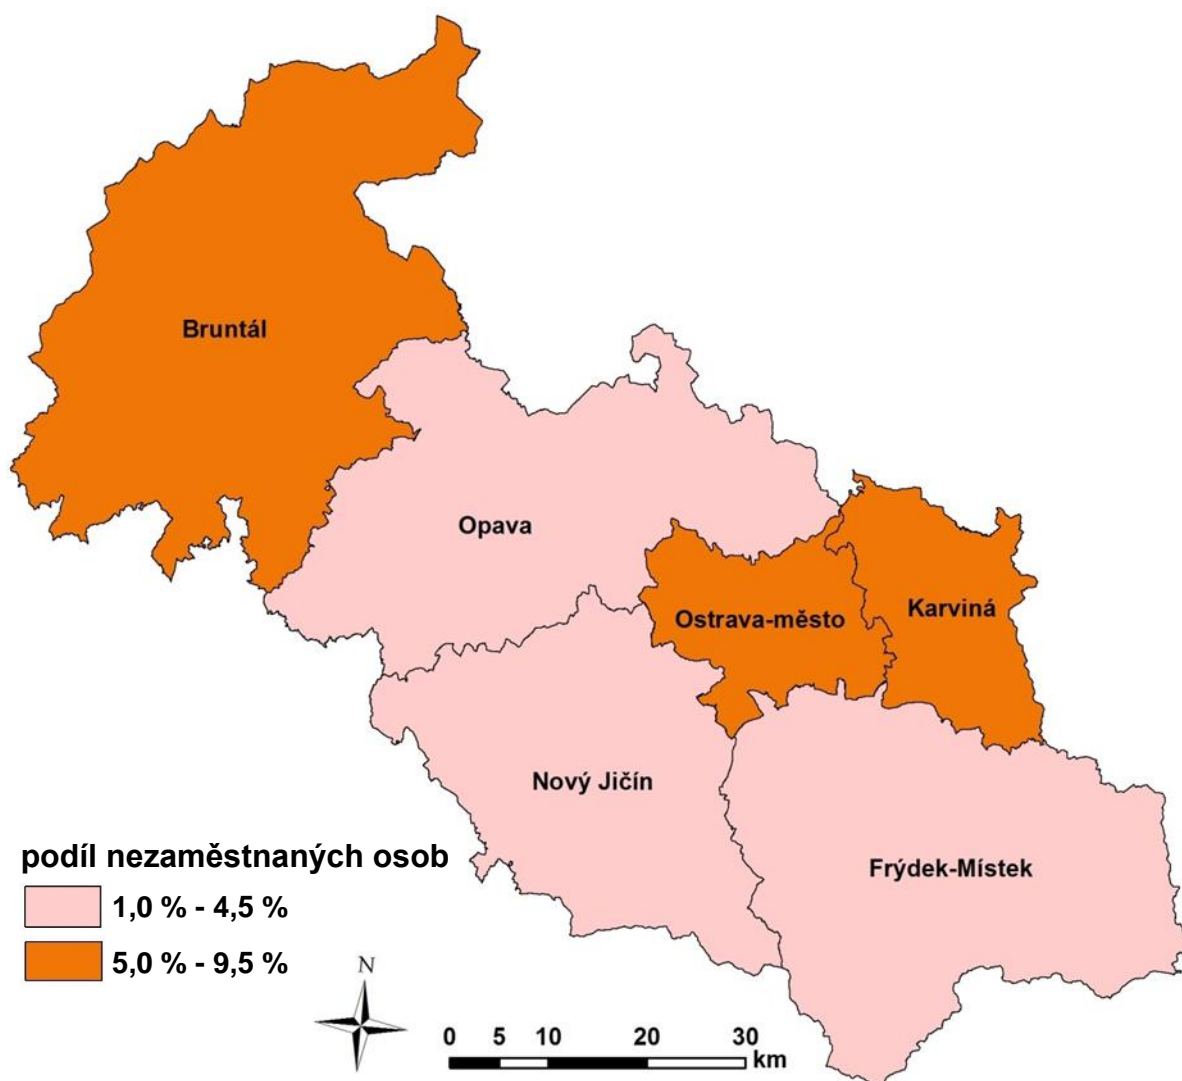 Bruntál
Opava
Ostrava-město
Karviná
Nový Jičín
Frýdek-Místek
podíl nezaměstnaných osob
1,0 % - 4,5 %
5,0 % - 9,5 %
N
0 5 10 20 30
km